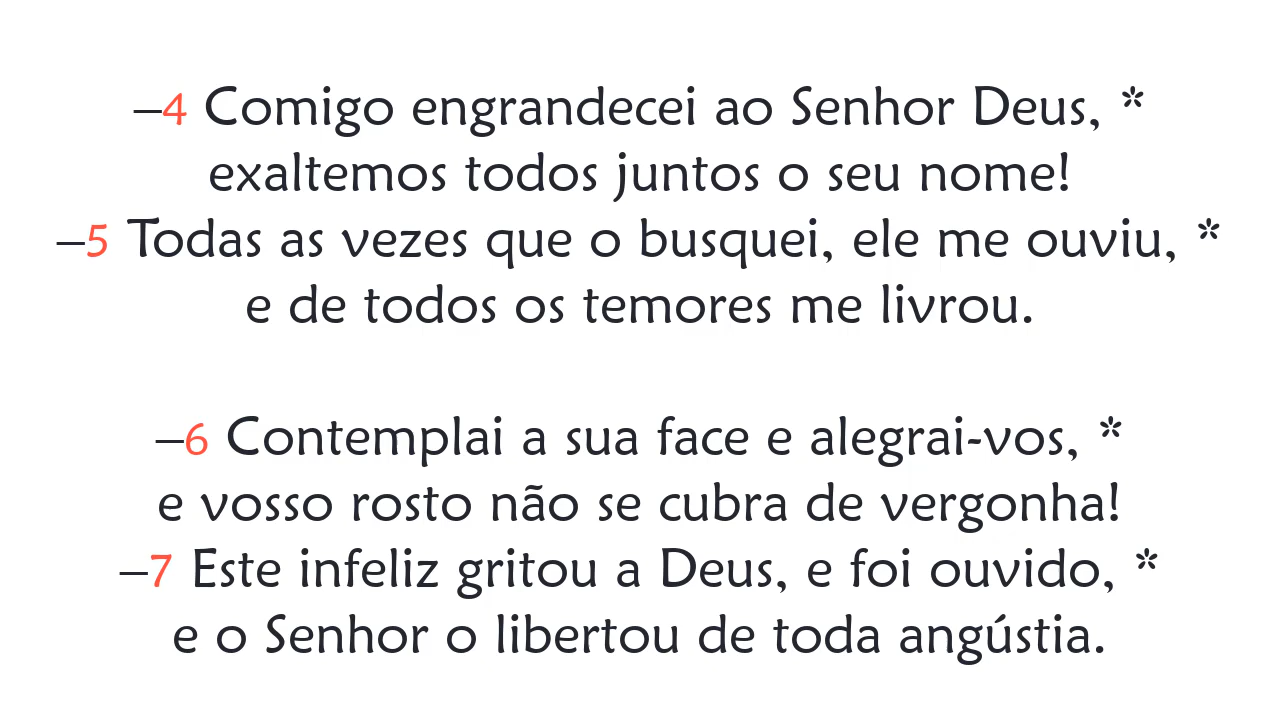 –4 Comigo engrandecei ao Senhor Deus, *
exaltemos todos juntos o seu nome!
–5 Todas as vezes que o busquei, ele me ouviu, *
e de todos os temores me livrou.
–6 Contemplai a sua face e alegrai-vos, *
e vosso rosto não se cubra de vergonha!
–7 Este infeliz gritou a Deus, e foi ouvido, *
e o Senhor o libertou de toda angústia.